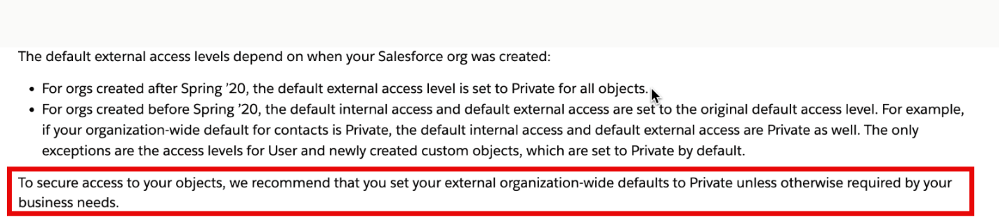 The default external access levels depend on when your Salesforce org was created:
• For orgs created after Spring ’20, the default external access level is set to Private for all objects.
• For orgs created before Spring ’20, the default internal access and default external access are set to the original default access level. For example,
if your organization-wide default for contacts is Private, the default internal access and default external access are Private as well. The only
exceptions are the access levels for User and newly created custom objects, which are set to Private by default.
To secure access to your objects, we recommend that you set your external organization-wide defaults to Private unless otherwise required by your
business needs.